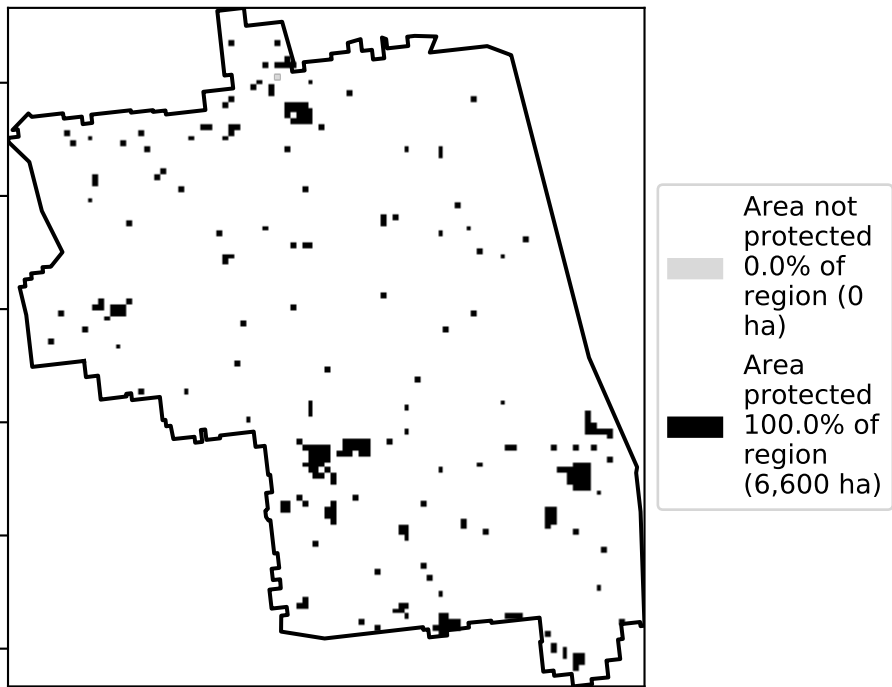 Area not
protected
0.0% of
region (0
ha)
Area
protected
100.0% of
region
(6,600 ha)